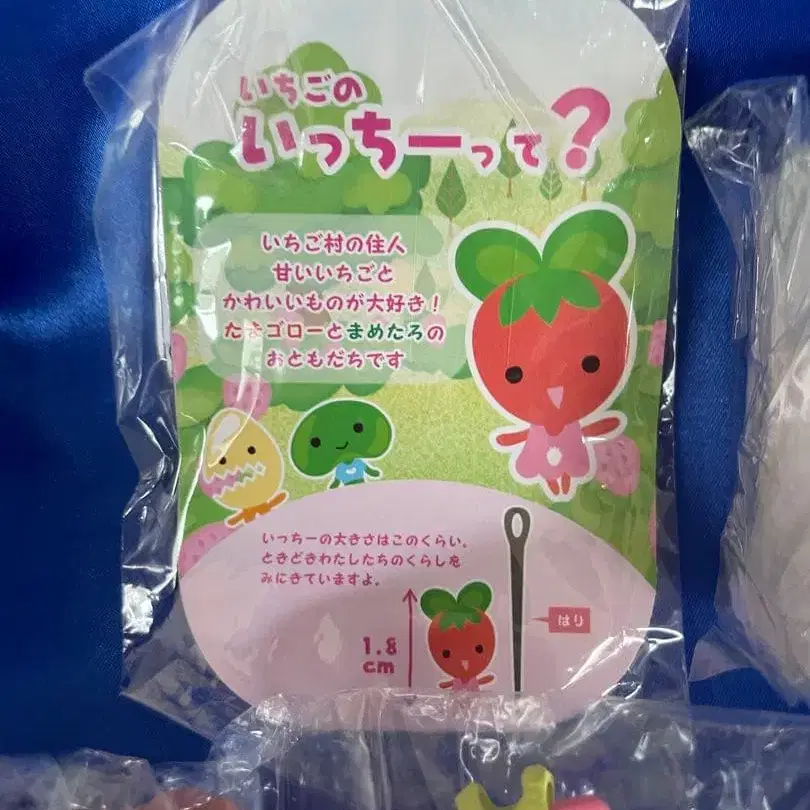 いちごの
いっちーって?
いちご村の住人
甘いいちごと
かわいいものが大好き!
たまゴローとまめたろの
おともだちです
いっちーの大きさはこのくらい。
ときどきわたしたちのくらしを
みにきていますよ。
1.8
cm
はり